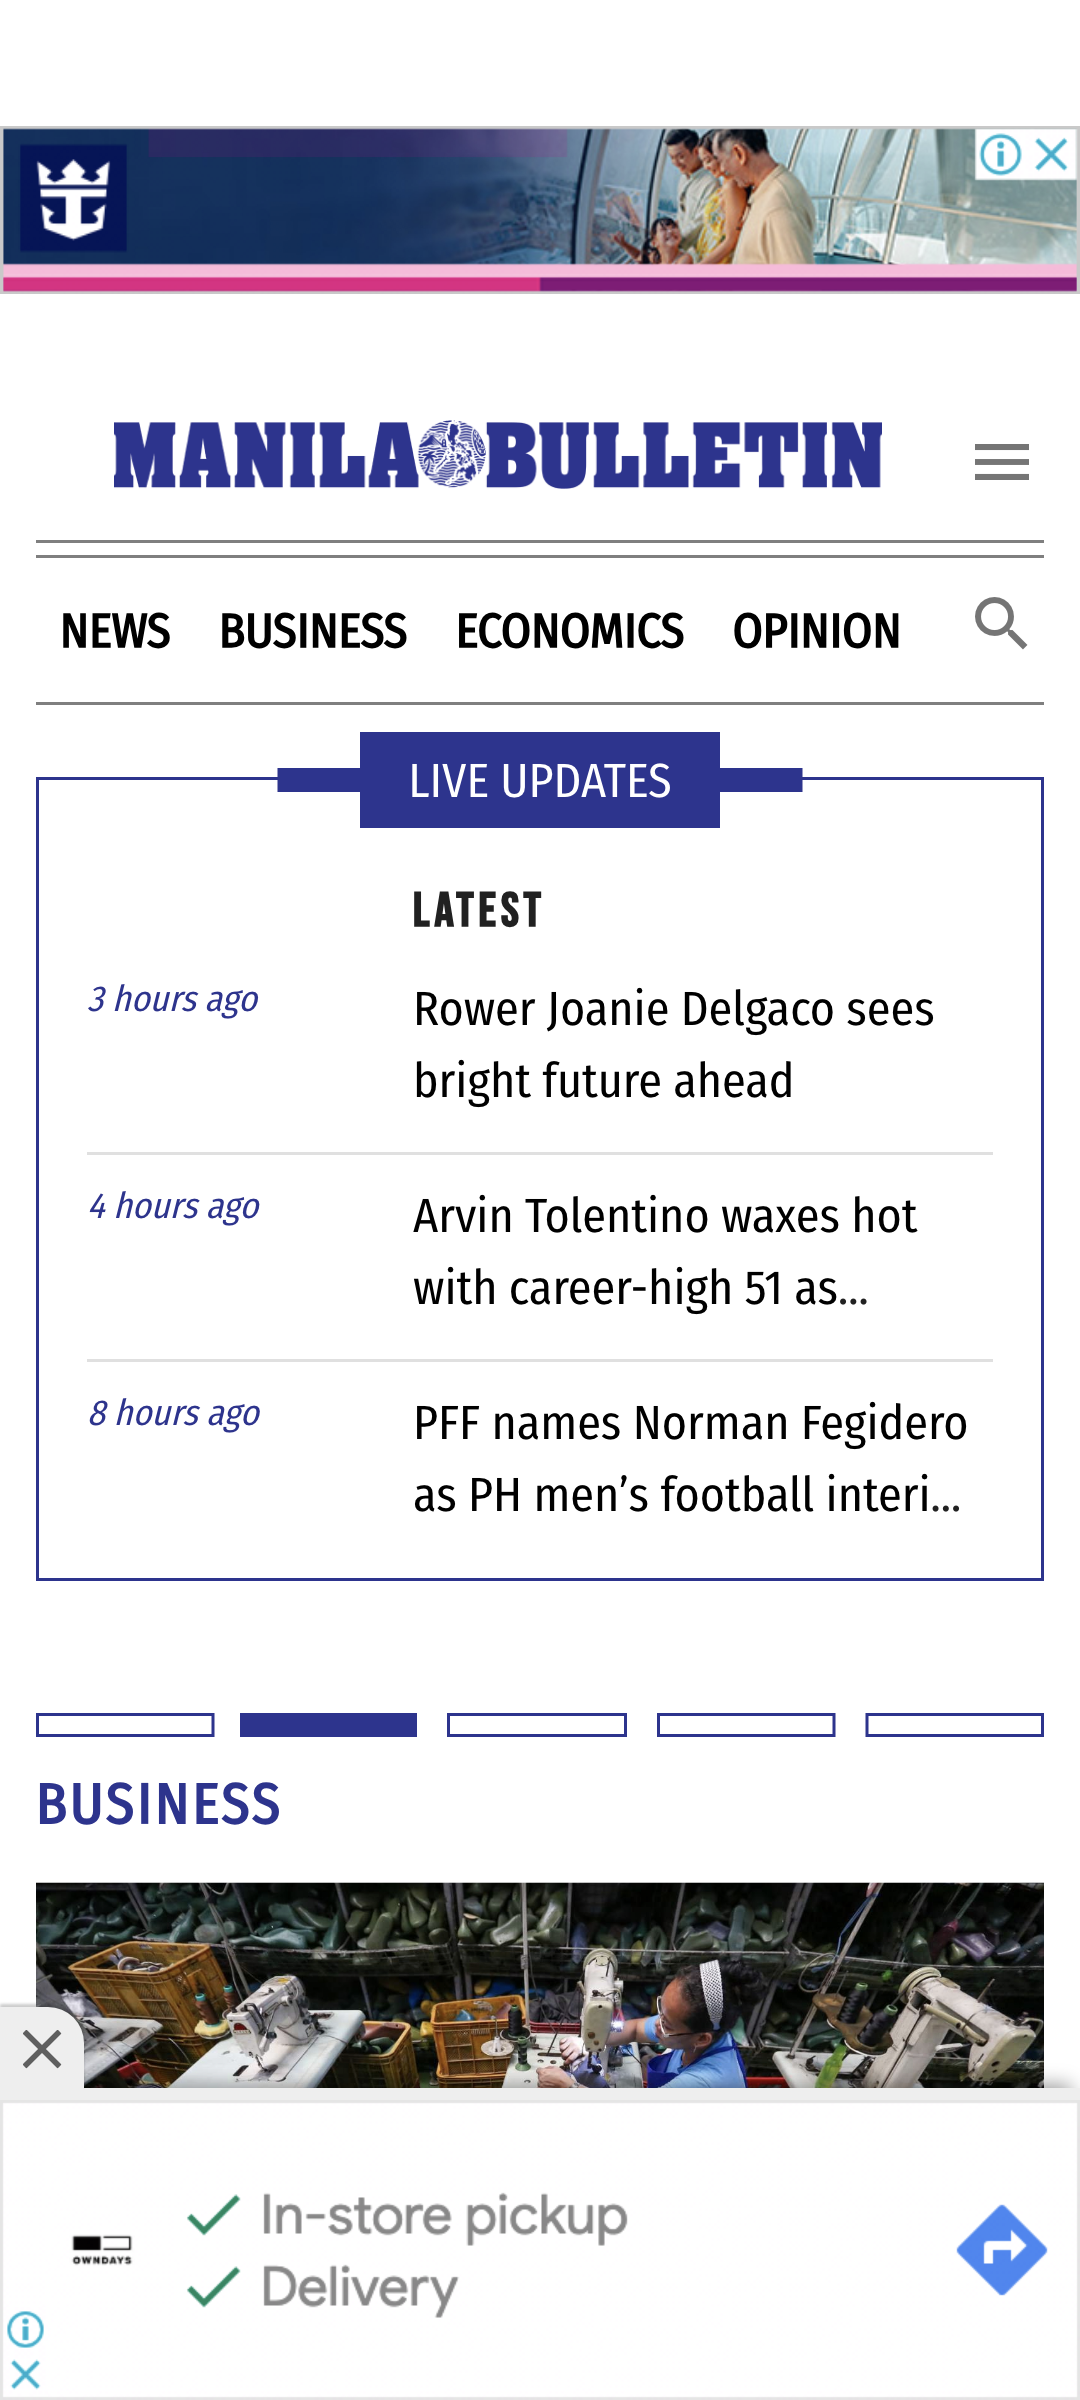 MANILA BULLETIN
NEWS BUSINESS ECONOMICS OPINION
LIVE UPDATES
LATEST
3 hours ago
Rower Joanie Delgaco sees
bright future ahead
4 hours ago
Arvin Tolentino waxes hot
with career-high 51 as...
8 hours ago
PFF names Norman Fegidero
as PH men’s football interi...
BUSINESS
OWNDAYS
In-store pickup
Delivery